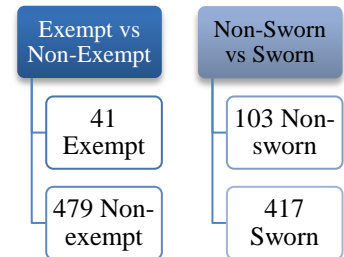 Exempt vs
Non-Exempt
41
Exempt
479 Non-
exempt
Non-Sworn
vs Sworn
103 Non-
sworn
417
Sworn